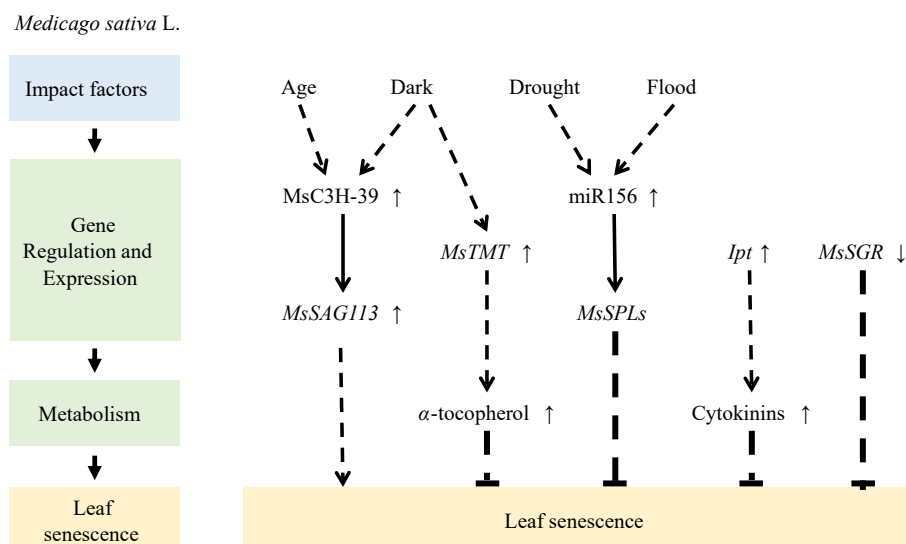 Medicago sativa L.
Impact factors
Gene
Regulation and
Expression
Metabolism
Leaf
senescence
Age Dark Drought Flood
MsC3H-39 ↑ miR156 ↑
MsTMT ↑ Ipt ↑ MsSGR ↓
MsSAG113 ↑ MsSPLs
α-tocopherol ↑ Cytokinins ↑
Leaf senescence